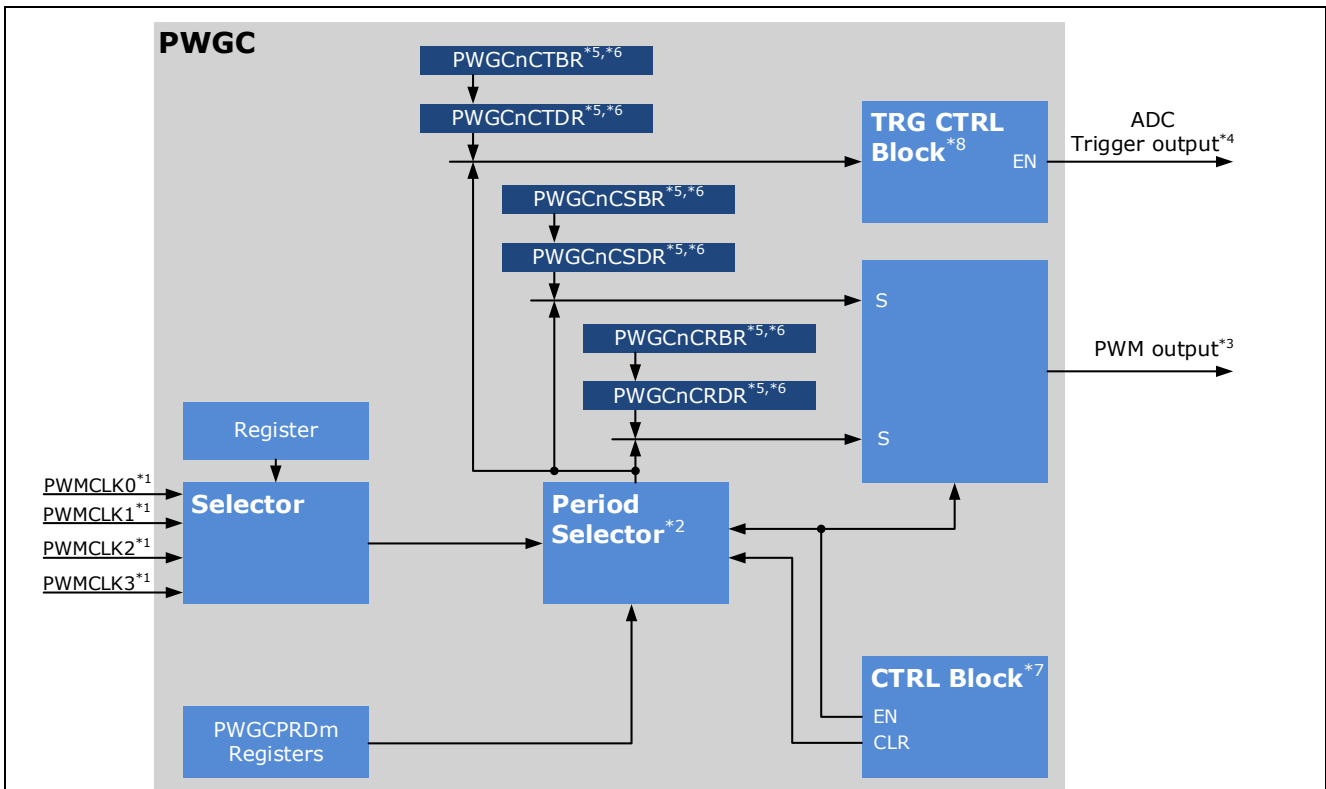 PWGC
PWGCnCTBR*5,*6
PWGCnCTDR*5,*6
TRG CTRL
Block*8
EN
ADC
Trigger output*4
PWGCnCSBR*5,*6
PWGCnCSDR*5,*6
S
PWGCnCRBR*5,*6
PWGCnCRDR*5,*6
S
PWM output*3
Register
PWMCLK0*1
PWMCLK1*1
PWMCLK2*1
PWMCLK3*1
Selector
Period
Selector*2
CTRL Block*7
EN
CLR
PWGCPRDm
Registers